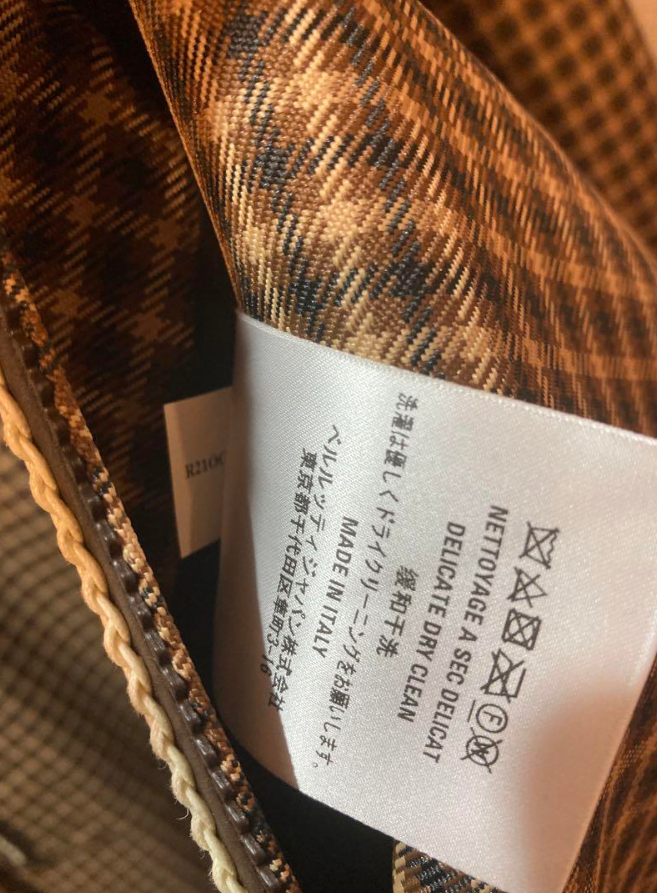 NETTOYAGE A SEC DELICAT
DELICATE DRY CLEAN
缓和干洗
洗濯は優しくドライクリーニングをお願いします。
MADE IN ITALY
ベルルッティ ジャパン株式会社
東京都千代田区麹町3-16